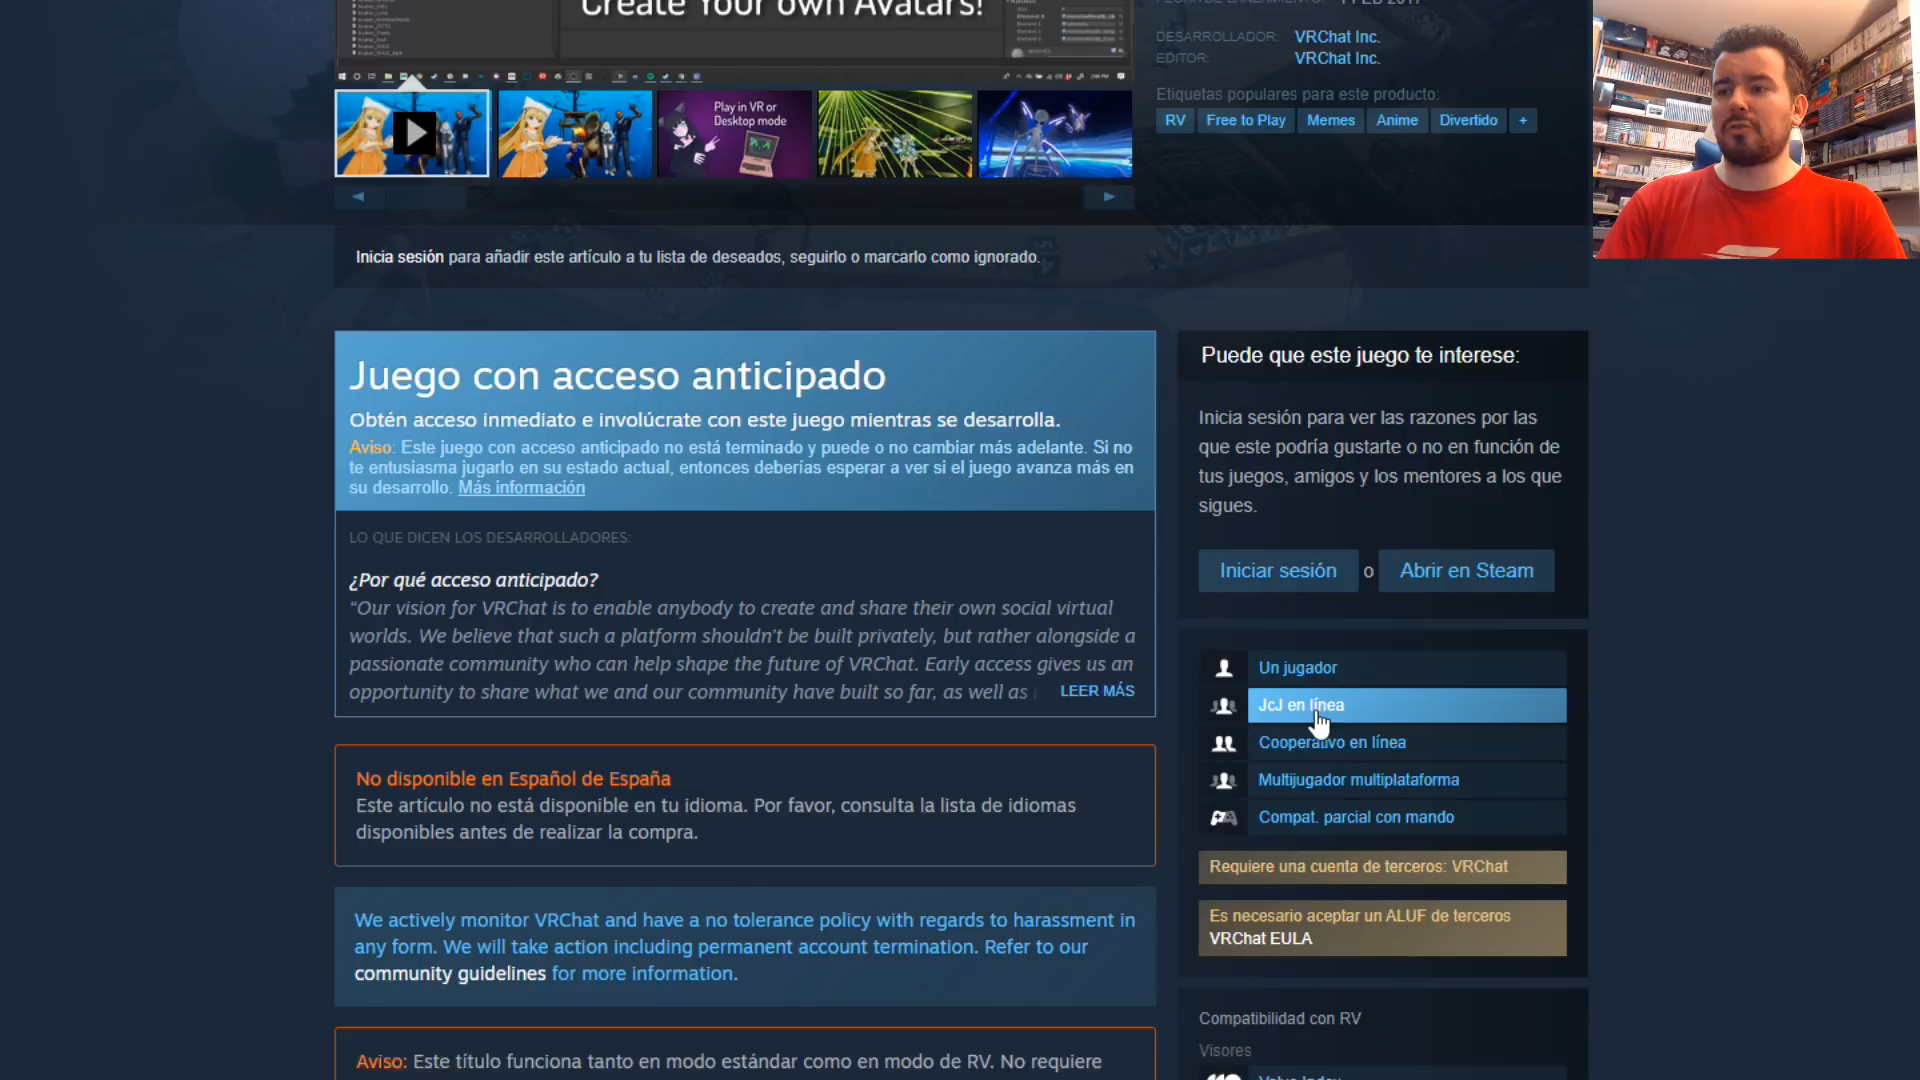 Create Your own Avatars!
DESARROLLADOR: VRChat Inc.
EDITOR: VRChat Inc.
Play in VR or
Desktop mode
Etiquetas populares para este producto:
RV Free to Play Memes Anime Divertido +
Inicia sesión para añadir este artículo a tu lista de deseados, seguirlo o marcarlo como ignorado.
Juego con acceso anticipado
Obtén acceso inmediato e involúcrate con este juego mientras se desarrolla.
Aviso: Este juego con acceso anticipado no está terminado y puede o no cambiar más adelante. Si no
te entusiasma jugarlo en su estado actual, entonces deberías esperar a ver si el juego avanza más en
su desarrollo. Más información
LO QUE DICEN LOS DESARROLLADORES:
¿Por qué acceso anticipado?
“Our vision for VRChat is to enable anybody to create and share their own social virtual
worlds. We believe that such a platform shouldn’t be built privately, but rather alongside a
passionate community who can help shape the future of VRChat. Early access gives us an
opportunity to share what we and our community have built so far, as well as
LEER MÁS
No disponible en Español de España
Este artículo no está disponible en tu idioma. Por favor, consulta la lista de idiomas
disponibles antes de realizar la compra.
We actively monitor VRChat and have a no tolerance policy with regards to harassment in
any form. We will take action including permanent account termination. Refer to our
community guidelines for more information.
Aviso: Este título funciona tanto en modo estándar como en modo de RV. No requiere
Puede que este juego te interese:
Inicia sesión para ver las razones por las
que este podría gustarte o no en función de
tus juegos, amigos y los mentores a los que
sigues.
Iniciar sesión o Abrir en Steam
Un jugador
JcJ en línea
Cooperativo en línea
Multijugador multiplataforma
Compat. parcial con mando
Requiere una cuenta de terceros: VRChat
Es necesario aceptar un ALUF de terceros
VRChat EULA
Compatibilidad con RV
Visores